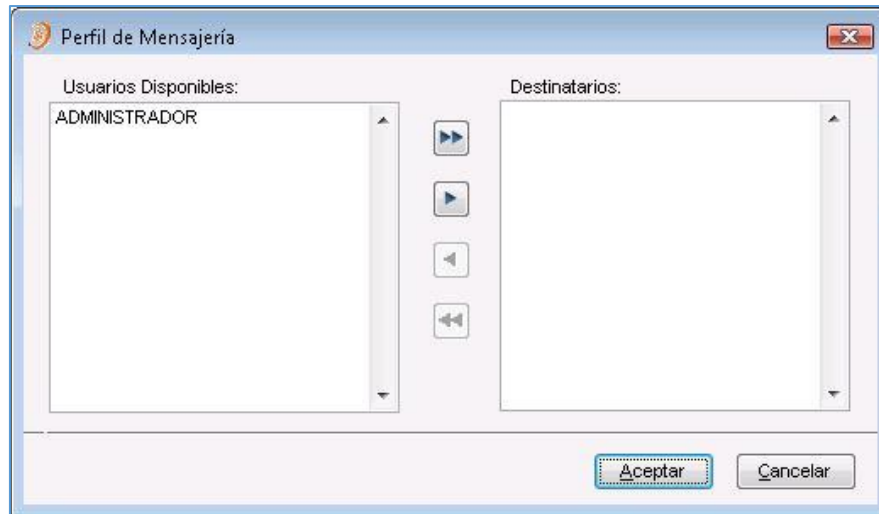 Perfil de Mensajería
Usuarios Disponibles:
Destinatarios:
ADMINISTRADOR
Aceptar
Cancelar